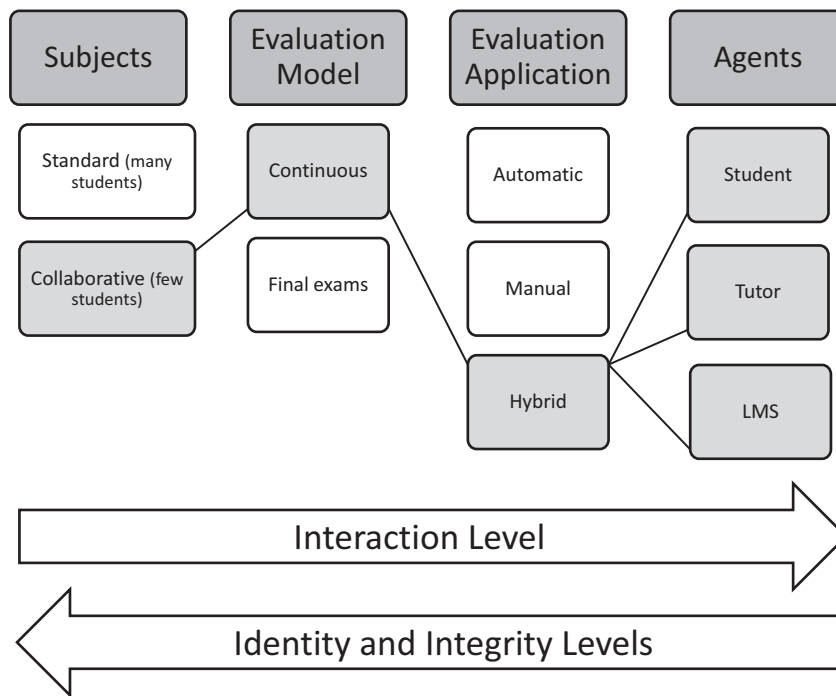 Subjects
Evaluation
Model
Evaluation
Application
Agents
Standard (many
students)
Continuous
Automatic
Student
Collaborative (few
students)
Final exams
Manual
Tutor
Hybrid
LMS
Interaction Level
Identity and Integrity Levels